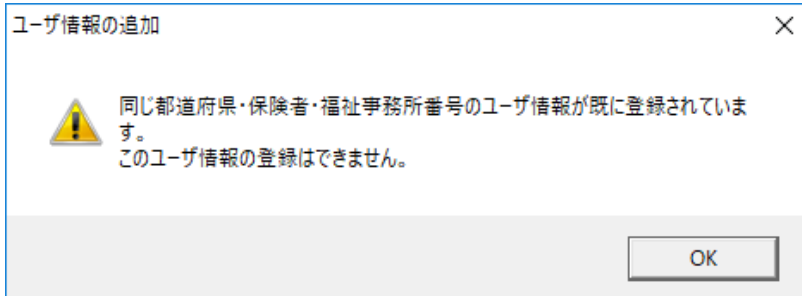 ユーザ情報の追加
同じ都道府県・保険者・福祉事務所番号のユーザ情報が既に登録されていま
す。
このユーザ情報の登録はできません。
OK